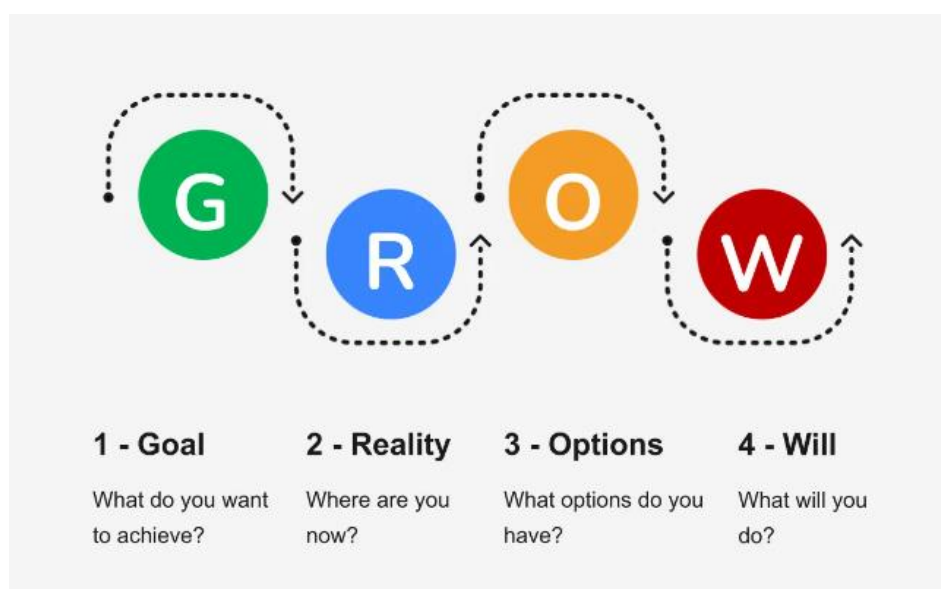 G
R
O
W
1 - Goal
What do you want
to achieve?
2 - Reality
Where are you
now?
3 - Options
What options do you
have?
4 - Will
What will you
do?